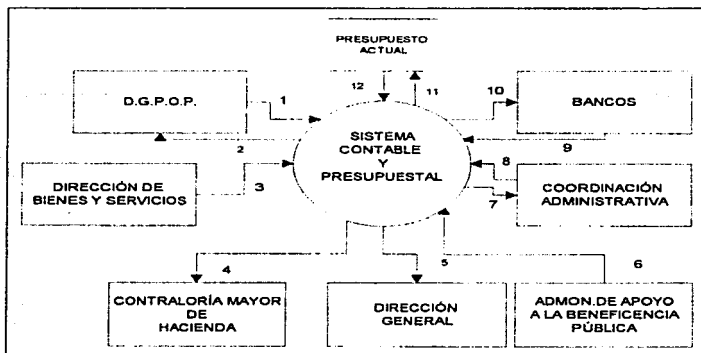 PRESUPUESTO
ACTUAL
12
11
D.G.P.O.P.
1
10
BANCOS
2
SISTEMA
CONTABLE
Y
PRESUPUESTAL
9
DIRECCIÓN DE
BIENES Y SERVICIOS
3
8
7
COORDINACIÓN
ADMINISTRATIVA
4
5
6
CONTRALORÍA MAYOR
DE
HACIENDA
DIRECCIÓN
GENERAL
ADMON.DE APOYO
A LA BENEFICENCIA
PÚBLICA